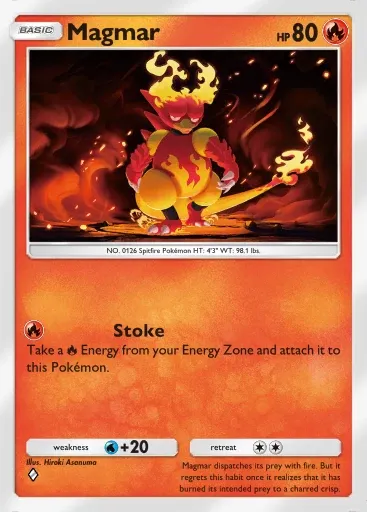 BASIC Magmar HP 80
NO. 0126 Spitfire Pokémon HT: 4'3" WT: 98.1 lbs.
Stoke
Take a Energy from your Energy Zone and attach it to
this Pokémon.
weakness +20 retreat
Illus. Hiroki Asanuma
Magmar dispatches its prey with fire. But it
regrets this habit once it realizes that it has
burned its intended prey to a charred crisp.